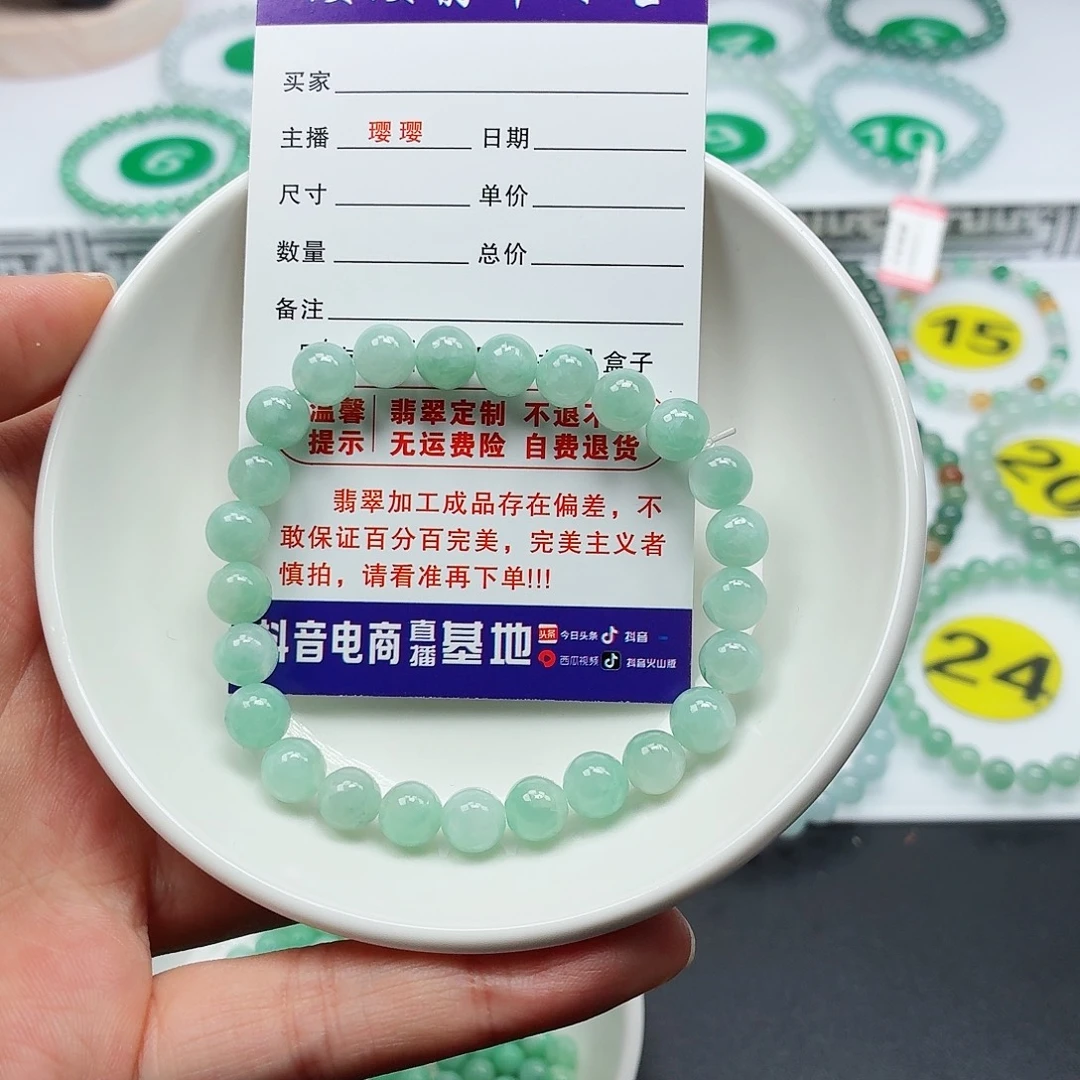 买家
主播 璎璎 日期
尺寸 单价
数量 总价
备注
盒子
温馨 翡翠定制 不退不
提示 无运费险 自费退货
翡翠加工成品存在偏差，不
敢保证百分百完美，完美主义者
慎拍，请看准再下单!!!
抖音电商 直播 基地 头条 今日头条 抖音
西瓜视频 抖音火山版
5
6
9
10
15
20
24